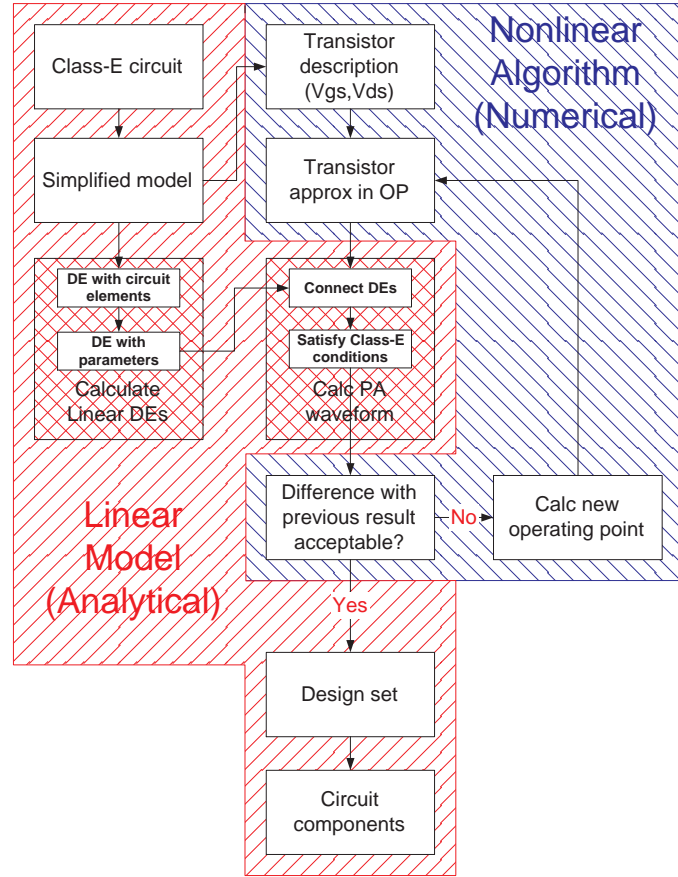 Class-E circuit
Transistor
description
(Vgs,Vds)
Nonlinear
Algorithm
(Numerical)
Simplified model
Transistor
approx in OP
DE with circuit
elements
DE with
parameters
Calculate
Linear DEs
Connect DEs
Satisfy Class-E
conditions
Calc PA
waveform
Linear
Model
(Analytical)
Difference with
previous result
acceptable?
No
Calc new
operating point
Yes
Design set
Circuit
components